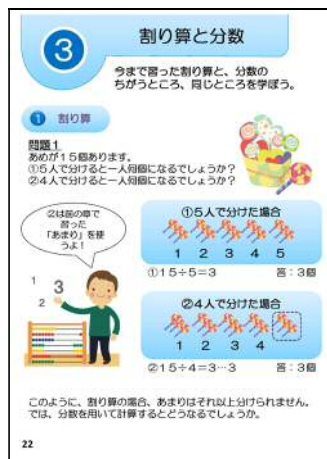 3
割り算と分数
今まで習った割り算と、分数の
ちがうところ、同じところを学ぼう。
1 割り算
問題1
あめが15個あります。
①5人で分けると一人何個になるでしょうか？
②4人で分けると一人何個になるでしょうか？
②は前の章で
習った
「あまり」を使
うよ！
1
2
3
①5人で分けた場合
1 2 3 4 5
①15÷5=3 答：3個
②4人で分けた場合
1 2 3 4
②15÷4=3…3 答：3個
このように、割り算の場合、あまりはそれ以上分けられません。
では、分数を用いて計算するとどうなるでしょうか。
22